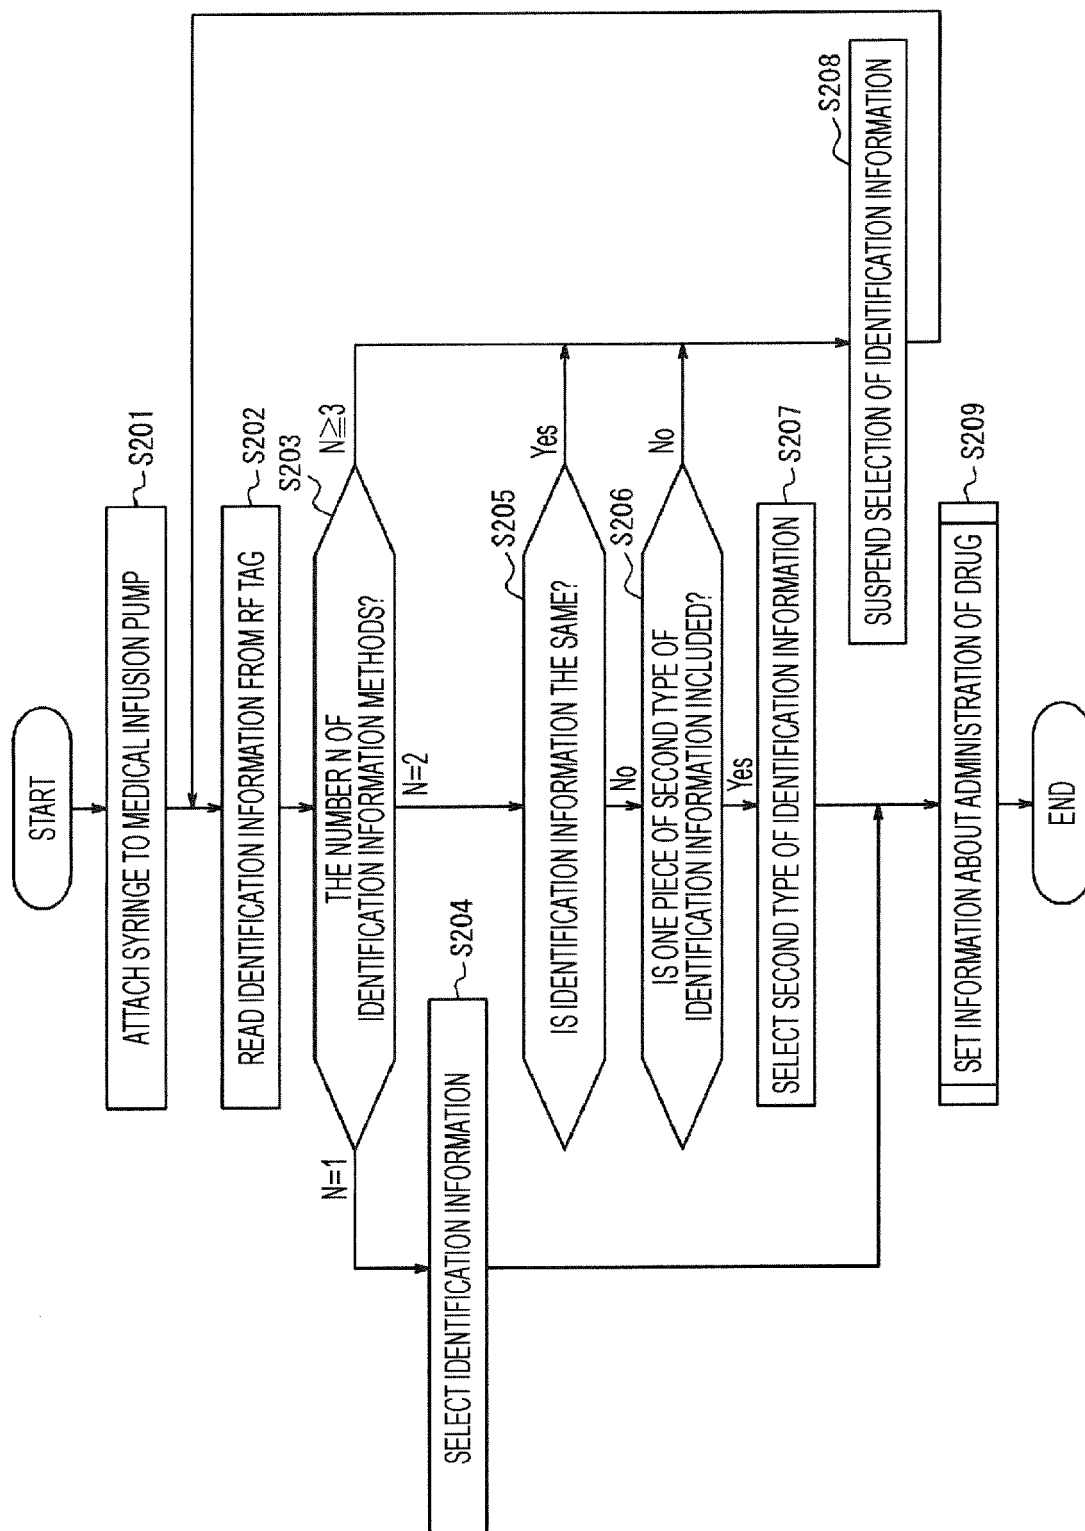 START
ATTACH SYRINGE TO MEDICAL INFUSION PUMP
S201
READ IDENTIFICATION INFORMATION FROM RF TAG
S202
THE NUMBER N OF
IDENTIFICATION INFORMATION METHODS?
S203
N=1
N=2
N≧3
SELECT IDENTIFICATION INFORMATION
S204
IS IDENTIFICATION INFORMATION THE SAME?
S205
Yes
No
IS ONE PIECE OF SECOND TYPE OF
IDENTIFICATION INFORMATION INCLUDED?
S206
No
Yes
SELECT SECOND TYPE OF IDENTIFICATION INFORMATION
S207
SUSPEND SELECTION OF IDENTIFICATION INFORMATION
S208
SET INFORMATION ABOUT ADMINISTRATION OF DRUG
S209
END